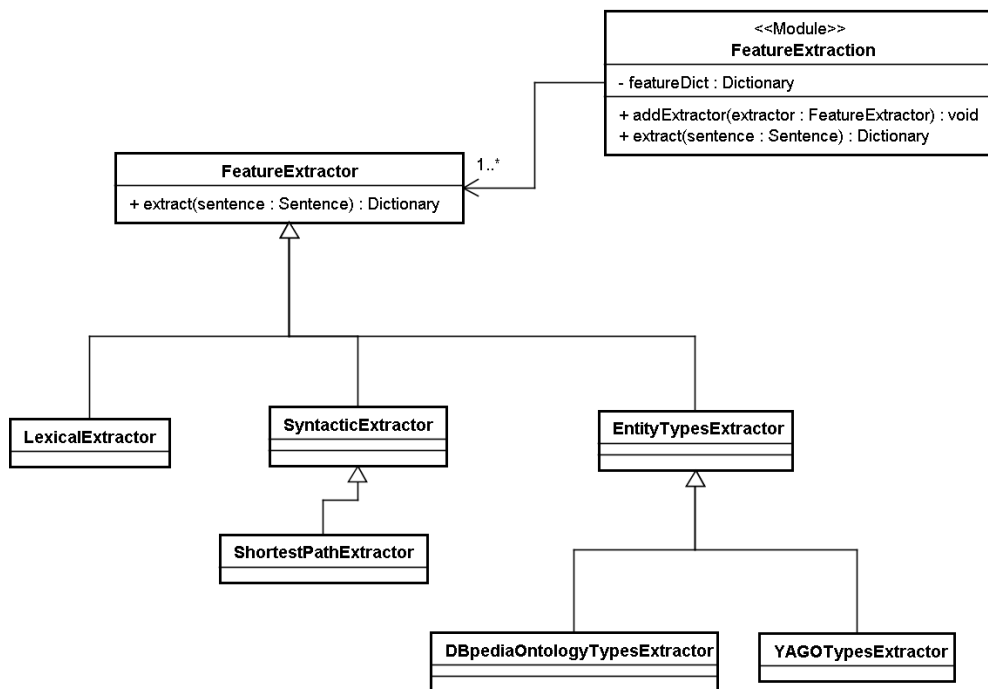 <<Module>>
FeatureExtraction
- featureDict : Dictionary
+ addExtractor(extractor : FeatureExtractor) : void
+ extract(sentence : Sentence) : Dictionary
1..*
FeatureExtractor
+ extract(sentence : Sentence) : Dictionary
LexicalExtractor
SyntacticExtractor
EntityTypesExtractor
ShortestPathExtractor
DBpediaOntologyTypesExtractor
YAGOTypesExtractor